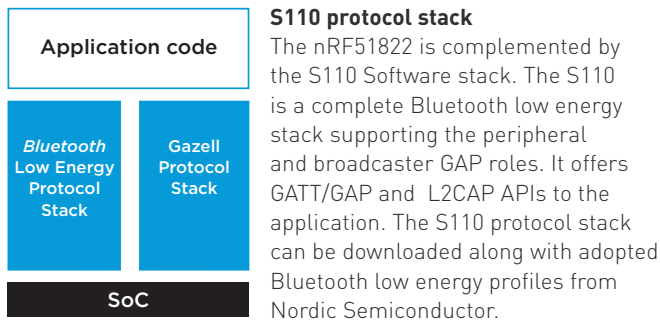 Application code
Bluetooth
Low Energy
Protocol
Stack
Gazell
Protocol
Stack
SoC
S110 protocol stack
The nRF51822 is complemented by
the S110 Software stack. The S110
is a complete Bluetooth low energy
stack supporting the peripheral
and broadcaster GAP roles. It offers
GATT/GAP and  L2CAP APIs to the
application. The S110 protocol stack
can be downloaded along with adopted
Bluetooth low energy profiles from
Nordic Semiconductor.